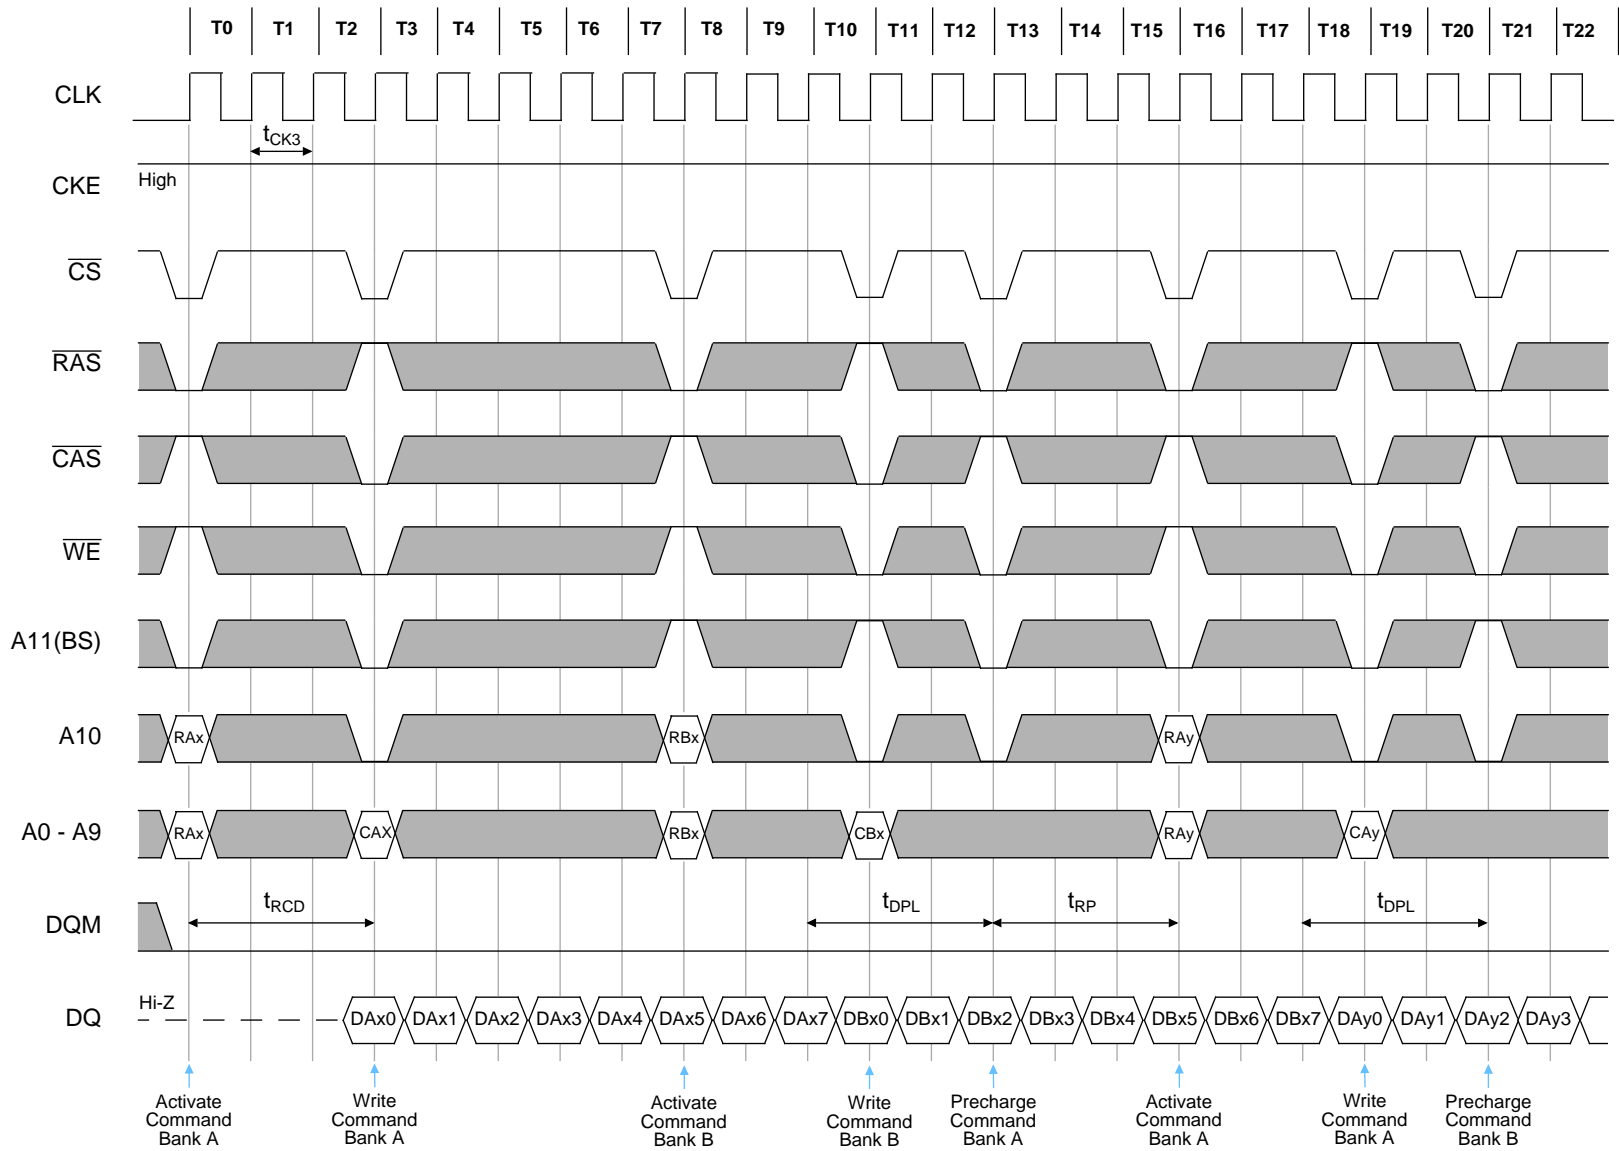 T0 T1 T2 T3 T4 T5 T6 T7 T8 T9 T10 T11 T12 T13 T14 T15 T16 T17 T18 T19 T20 T21 T22
CLK
tCK3
CKE
High
CS
RAS
CAS
WE
A11(BS)
A10
RAx RBx RAy
A0 - A9
RAx CAX RBx CBx RAy CAy
DQM
tRCD tDPL tRP tDPL
DQ
Hi-Z
DAx0 DAx1 DAx2 DAx3 DAx4 DAx5 DAx6 DAx7 DBx0 DBx1 DBx2 DBx3 DBx4 DBx5 DBx6 DBx7 DAy0 DAy1 DAy2 DAy3
Activate
Command
Bank A
Write
Command
Bank A
Activate
Command
Bank B
Write
Command
Bank B
Precharge
Command
Bank A
Activate
Command
Bank A
Write
Command
Bank A
Precharge
Command
Bank B